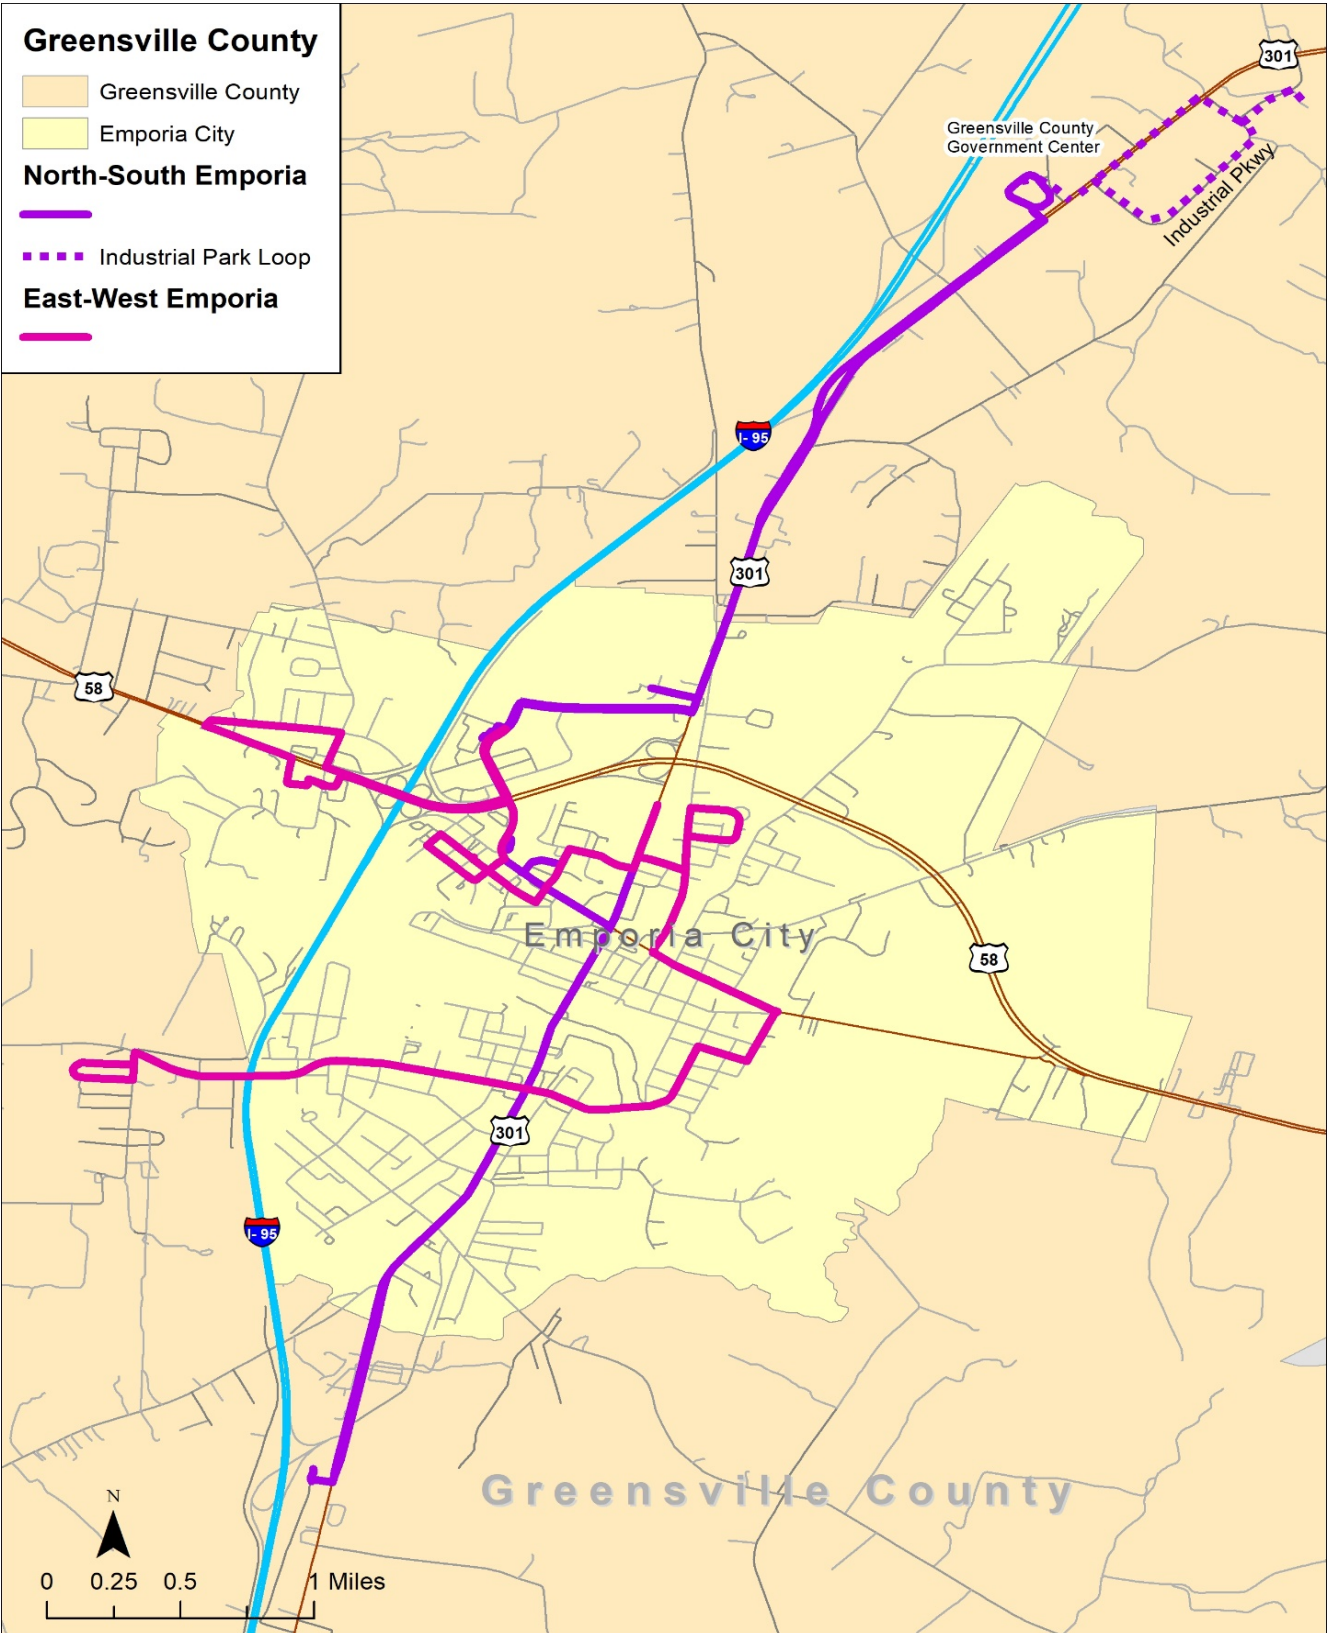 Greensville County
Greensville County
Emporia City
North-South Emporia
Industrial Park Loop
East-West Emporia
301
Greensville County
Government Center
Industrial Pkwy
I-95
301
58
Emporia City
58
301
I-95
Greensville County
N
0 0.25 0.5 1 Miles